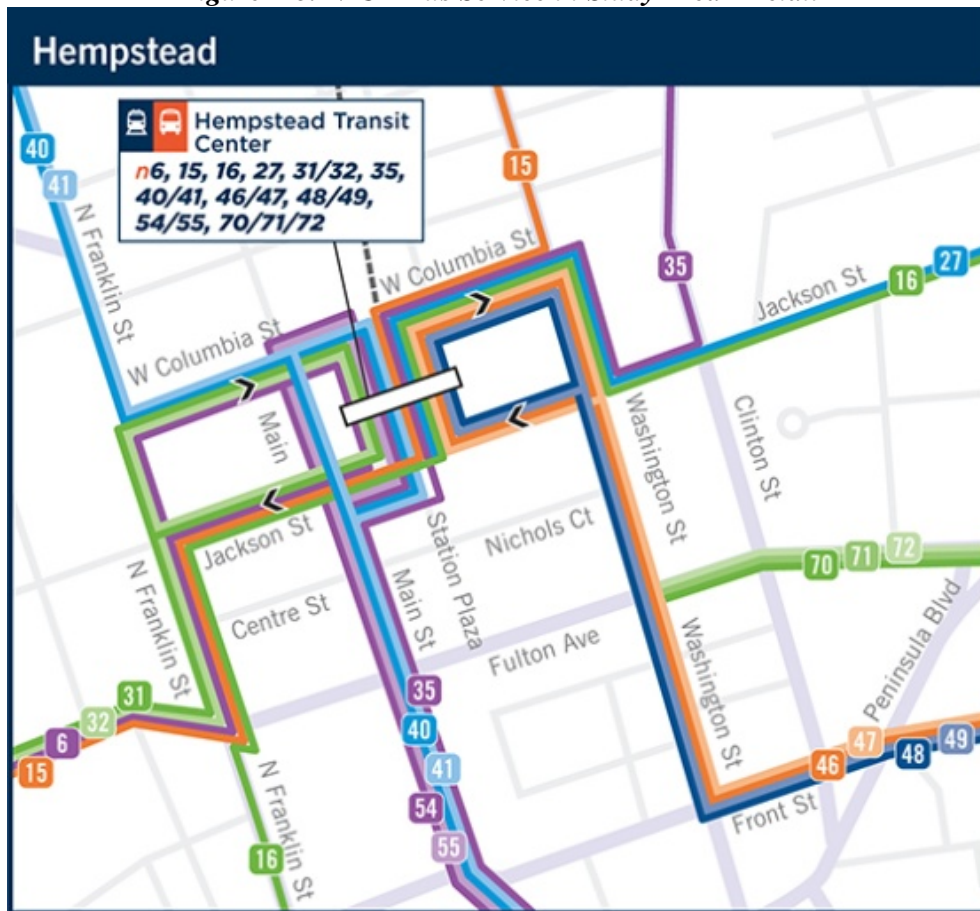 Hempstead
Hempstead Transit
Center
n6, 15, 16, 27, 31/32, 35,
40/41, 46/47, 48/49,
54/55, 70/71/72
40
41
15
35
27
16
N Franklin St
W Columbia St
W Columbia St
Jackson St
Main
Washington St
Clinton St
Jackson St
Nichols Ct
Station Plaza
N Franklin St
Centre St
Main St
Fulton Ave
70
71
72
Peninsula Blvd
Washington St
31
32
6
15
35
40
41
54
55
46
47
48
49
Front St
N Franklin St
16